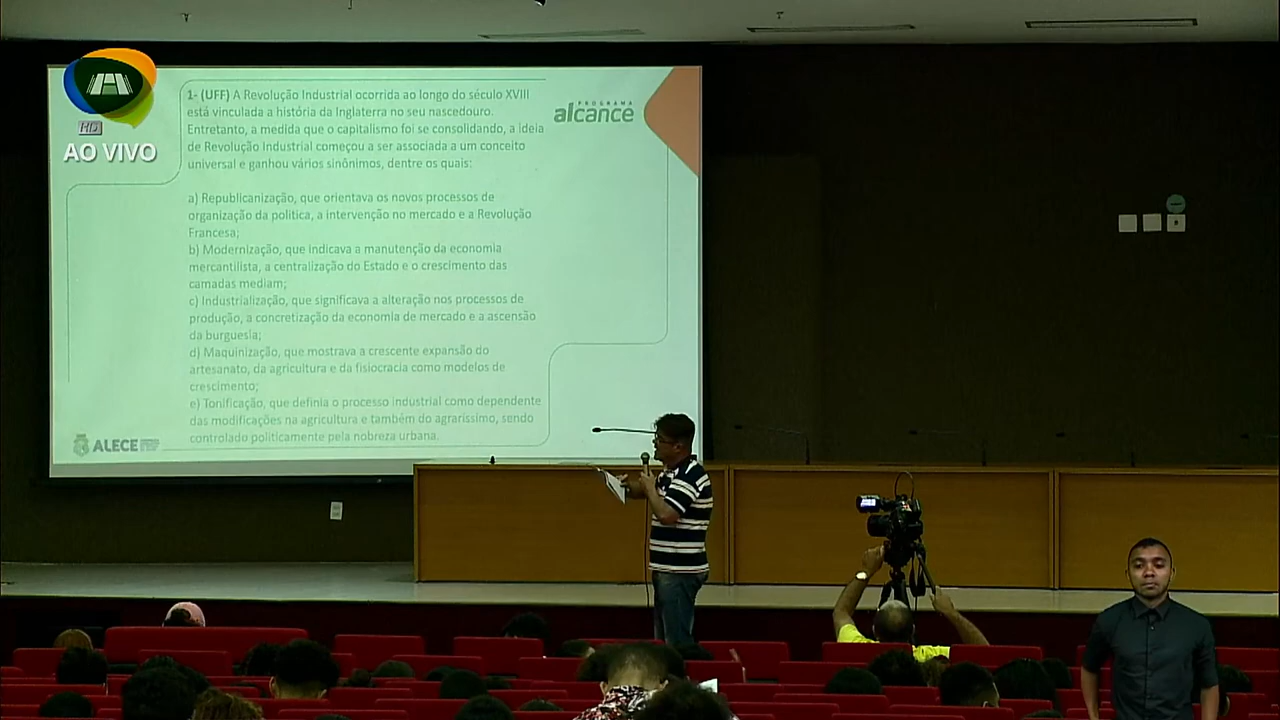 HD
AO VIVO
PROGRAMA
alcance
1- (UFF) A Revolução Industrial ocorrida ao longo do século XVIII
está vinculada a história da Inglaterra no seu nascedouro.
Entretanto, a medida que o capitalismo foi se consolidando, a ideia
de Revolução Industrial começou a ser associada a um conceito
universal e ganhou vários sinônimos, dentre os quais:
a) Republicanização, que orientava os novos processos de
organização da politica, a intervenção no mercado e a Revolução
Francesa;
b) Modernização, que indicava a manutenção da economia
mercantilista, a centralização do Estado e o crescimento das
camadas mediam;
c) Industrialização, que significava a alteração nos processos de
produção, a concretização da economia de mercado e a ascensão
da burguesia;
d) Maquinização, que mostrava a crescente expansão do
artesanato, da agricultura e da fisiocracia como modelos de
crescimento;
e) Tonificação, que definia o processo industrial como dependente
das modificações na agricultura e também do agraríssimo, sendo
controlado politicamente pela nobreza urbana.
ALECE